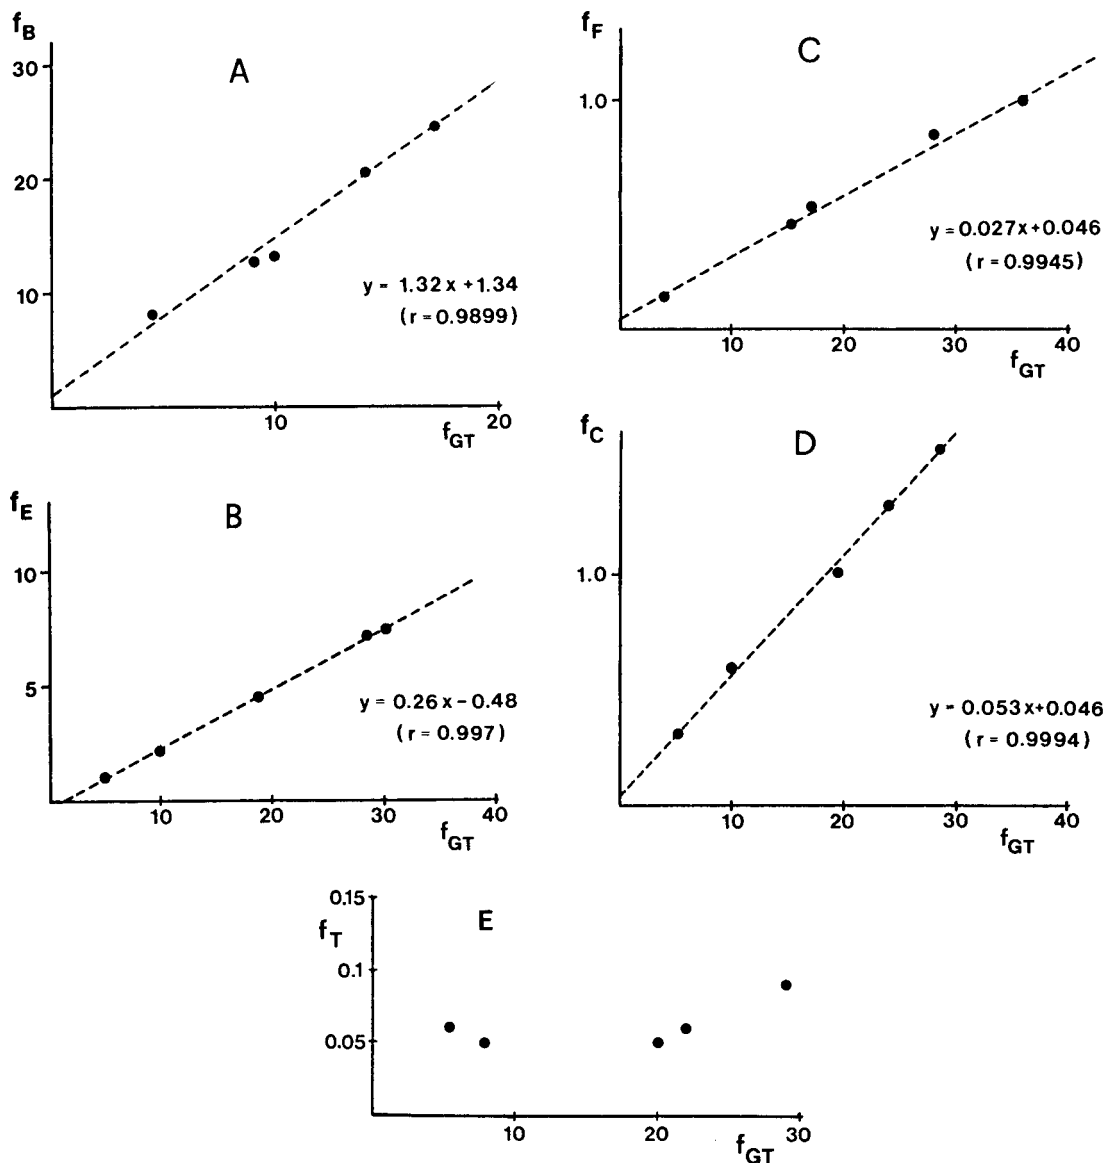 f_B
A
30
20
10
y = 1.32 x + 1.34
(r = 0.9899)
10
20
f_GT
f_F
C
1.0
y = 0.027x+0.046
(r = 0.9945)
10
20
30
40
f_GT
f_E
B
10
5
y = 0.26 x - 0.48
(r = 0.997)
10
20
30
40
f_GT
f_C
D
1.0
y = 0.053x+0.046
(r = 0.9994)
10
20
30
40
f_GT
0.15
f_T
E
0.1
0.05
10
20
30
f_GT